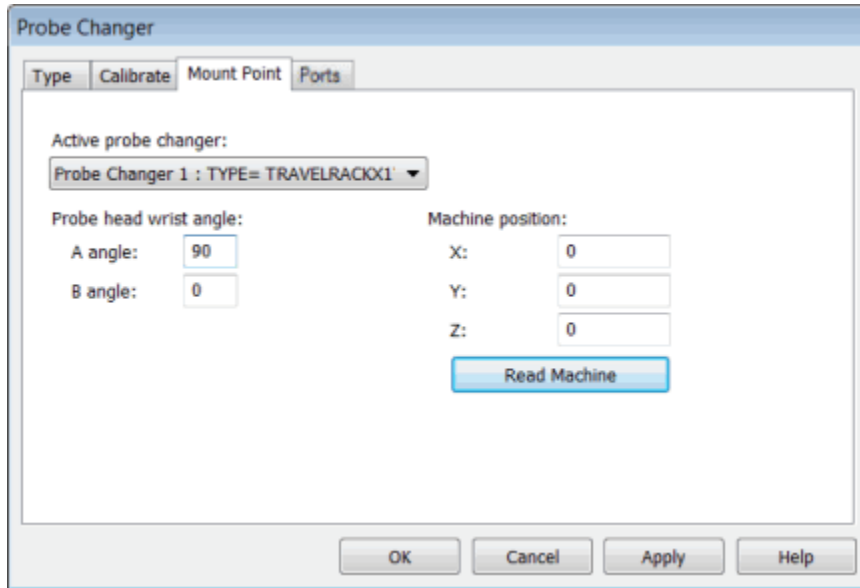 Probe Changer
Type Calibrate Mount Point Ports
Active probe changer:
Probe Changer 1 : TYPE= TRAVELRACKX1
Probe head wrist angle: Machine position:
A angle: 90 X: 0
B angle: 0 Y: 0
Z: 0
Read Machine
OK Cancel Apply Help